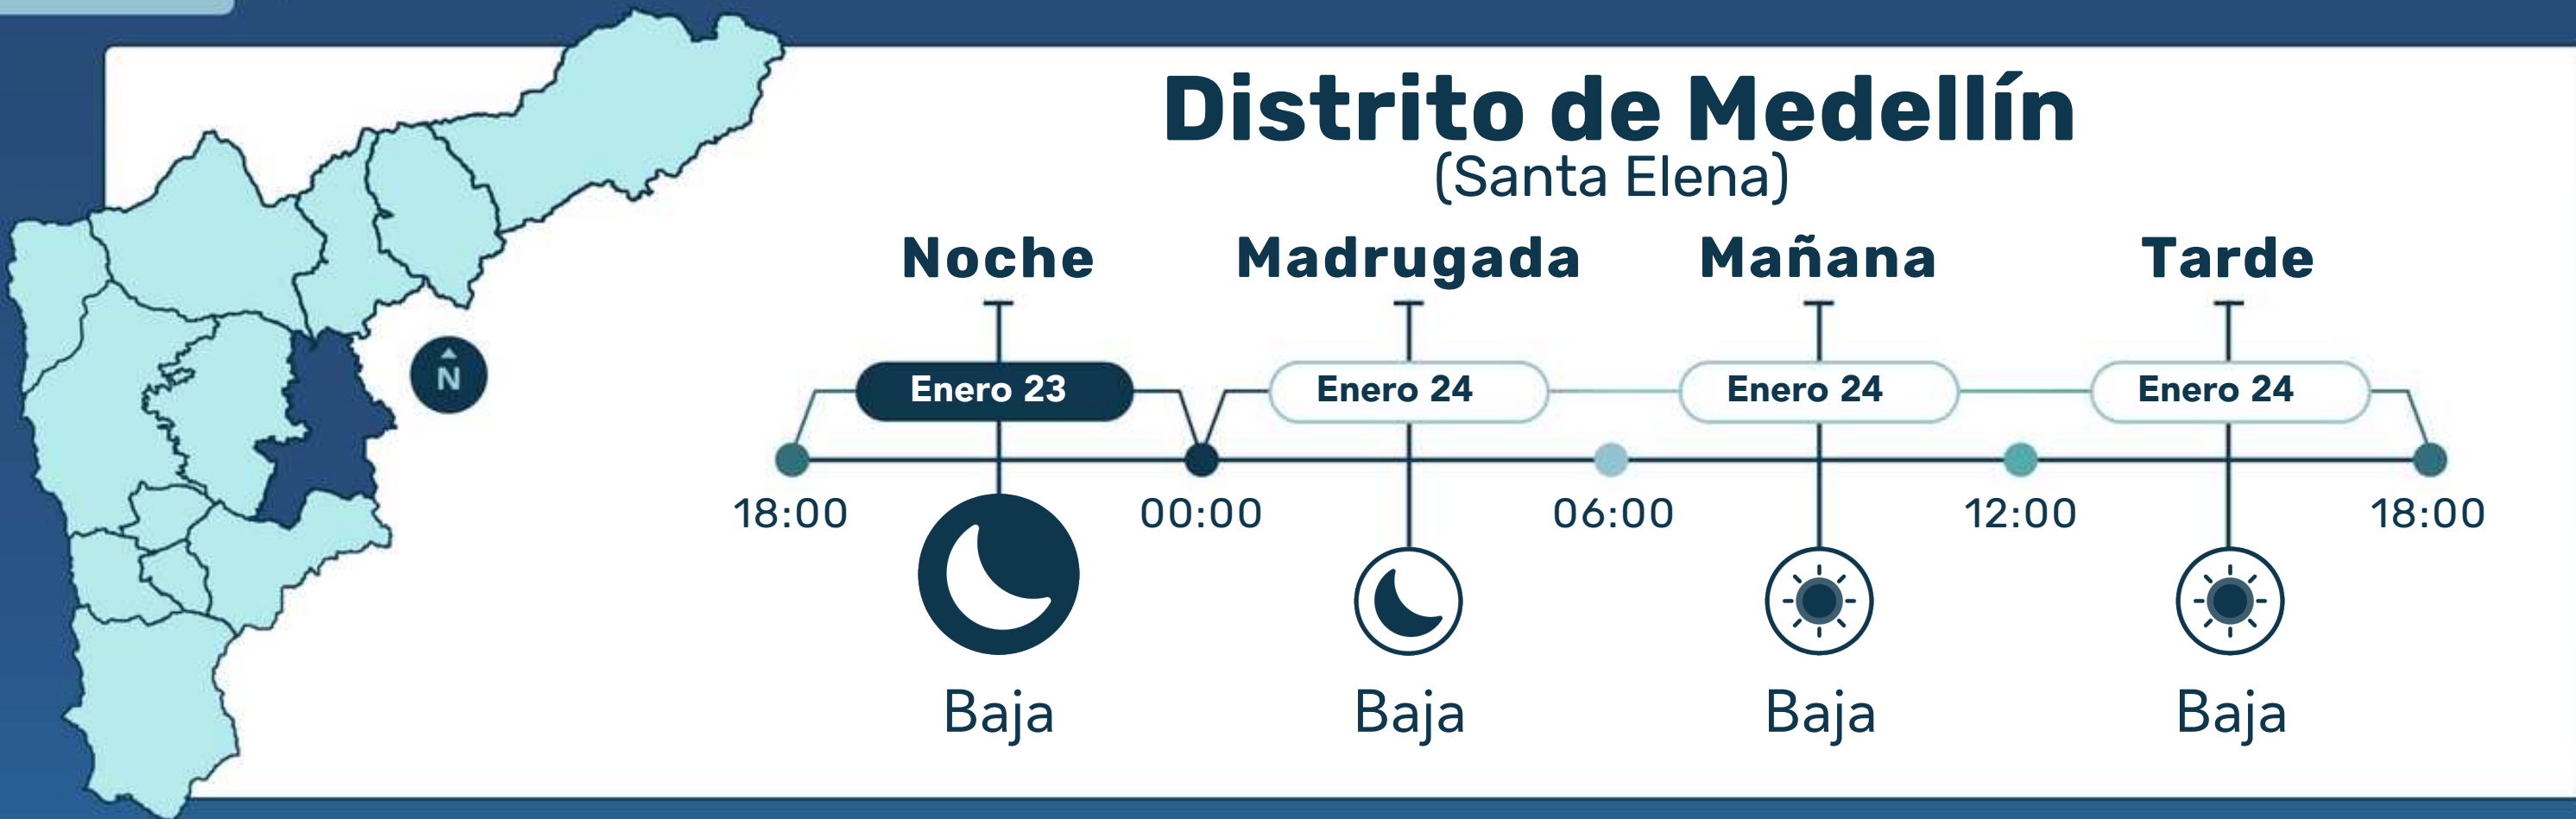 Distrito de Medellín
(Santa Elena)
Noche Madrugada Mañana Tarde
Enero 23 Enero 24 Enero 24 Enero 24
N
18:00 00:00 06:00 12:00 18:00
Baja Baja Baja Baja